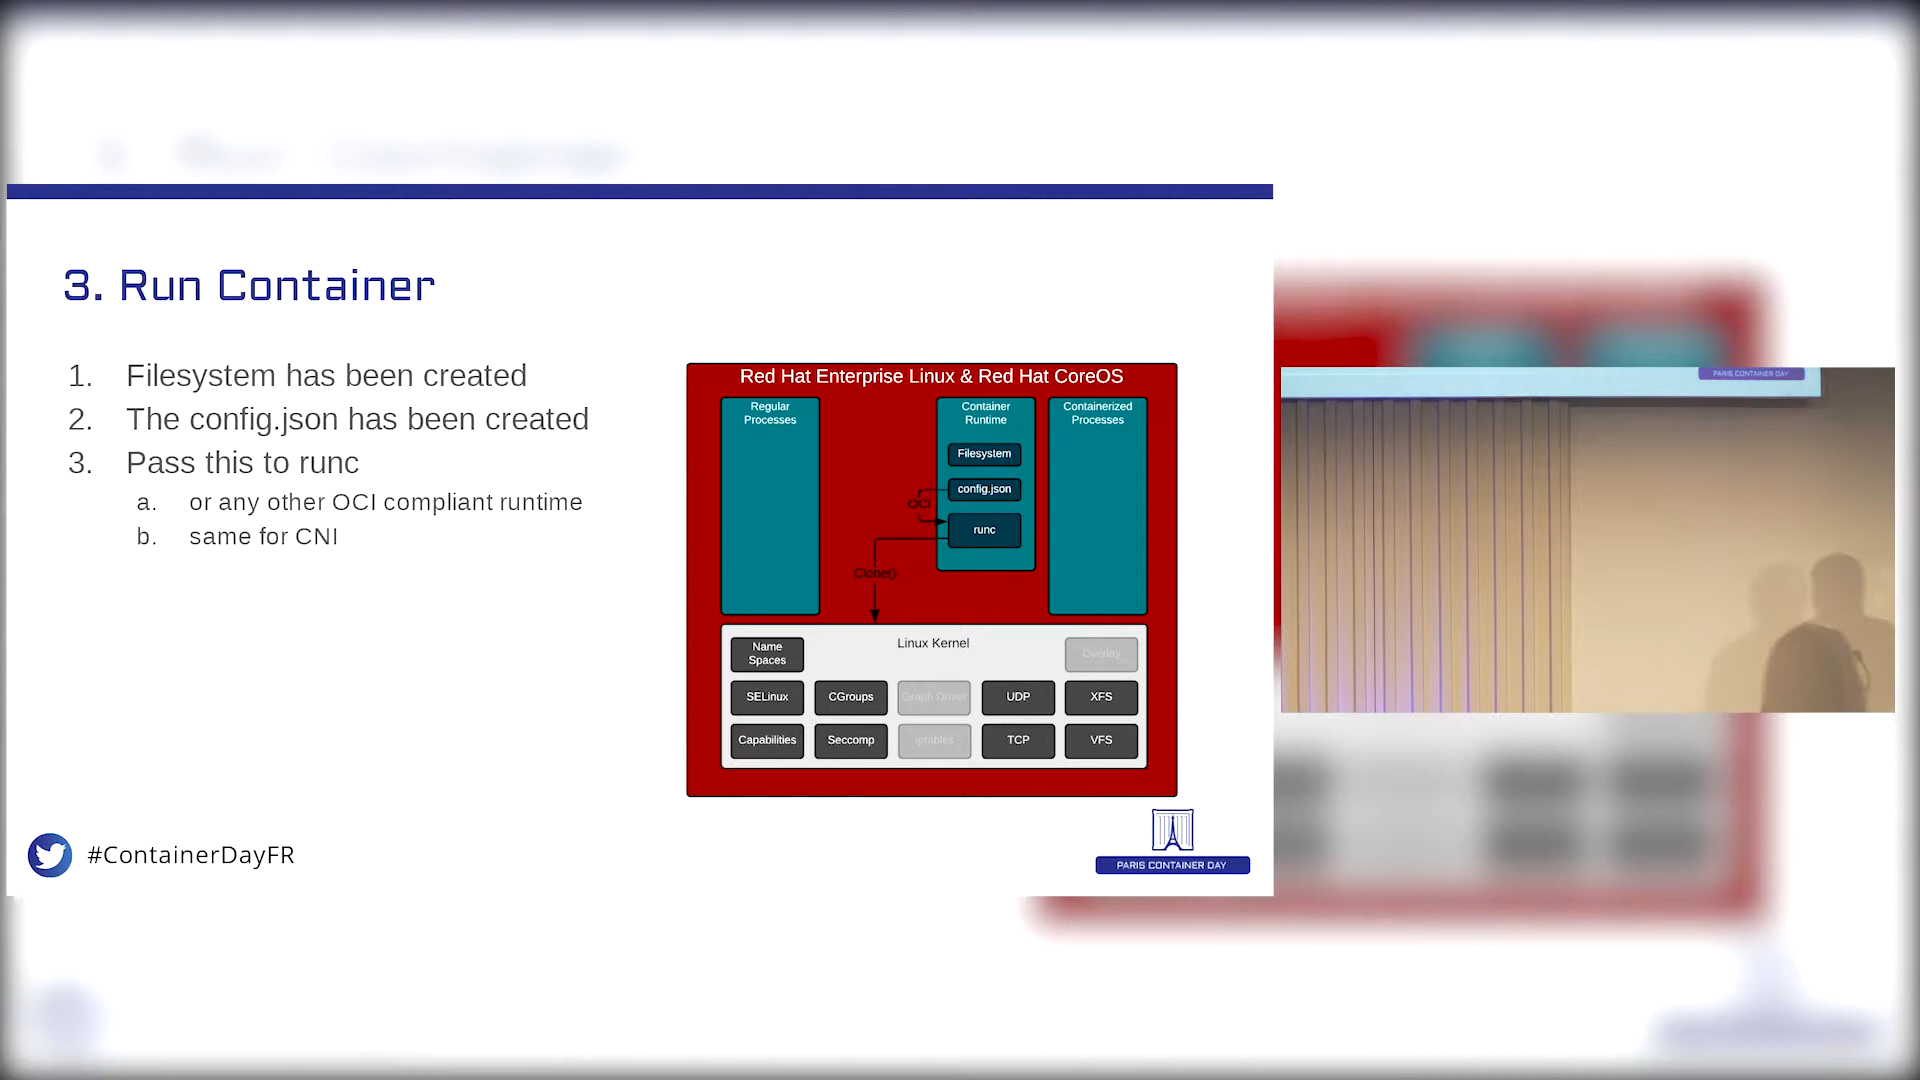 3. Run Container
1. Filesystem has been created
2. The config.json has been created
3. Pass this to runc
a. or any other OCI compliant runtime
b. same for CNI
Red Hat Enterprise Linux & Red Hat CoreOS
Regular
Processes
Container
Runtime
Filesystem
config.json
OCI
runc
Clone()
Containerized
Processes
Linux Kernel
Name
Spaces
Overlay
SELinux
CGroups
Graph Driver
UDP
XFS
Capabilities
Seccomp
iptables
TCP
VFS
#ContainerDayFR
PARIS CONTAINER DAY
PARIS CONTAINER DAY